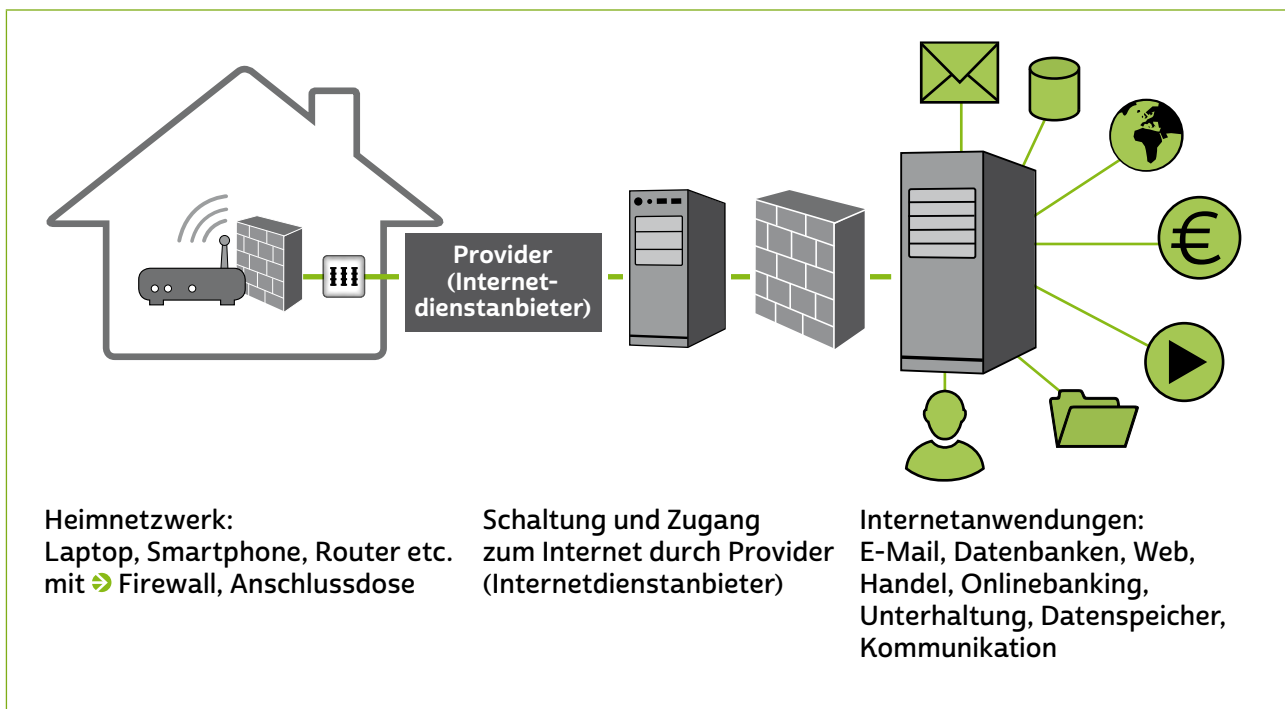 Provider
(Internet-
dienstanbieter)
€
Heimnetzwerk:
Laptop, Smartphone, Router etc.
mit Firewall, Anschlussdose
Schaltung und Zugang
zum Internet durch Provider
(Internetdienstanbieter)
Internetanwendungen:
E-Mail, Datenbanken, Web,
Handel, Onlinebanking,
Unterhaltung, Datenspeicher,
Kommunikation